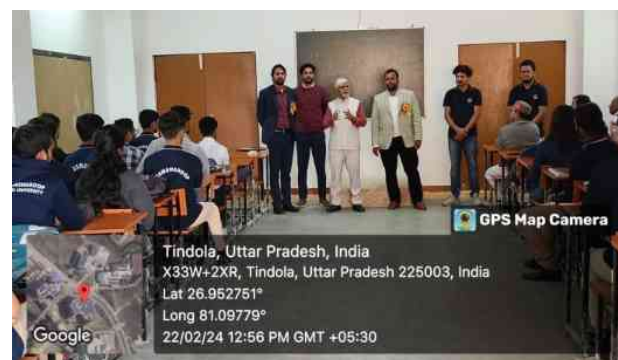 GPS Map Camera
Tindola, Uttar Pradesh, India
X33W+2XR, Tindola, Uttar Pradesh 225003, India
Lat 26.952751°
Long 81.09779°
22/02/24 12:56 PM GMT +05:30
Google